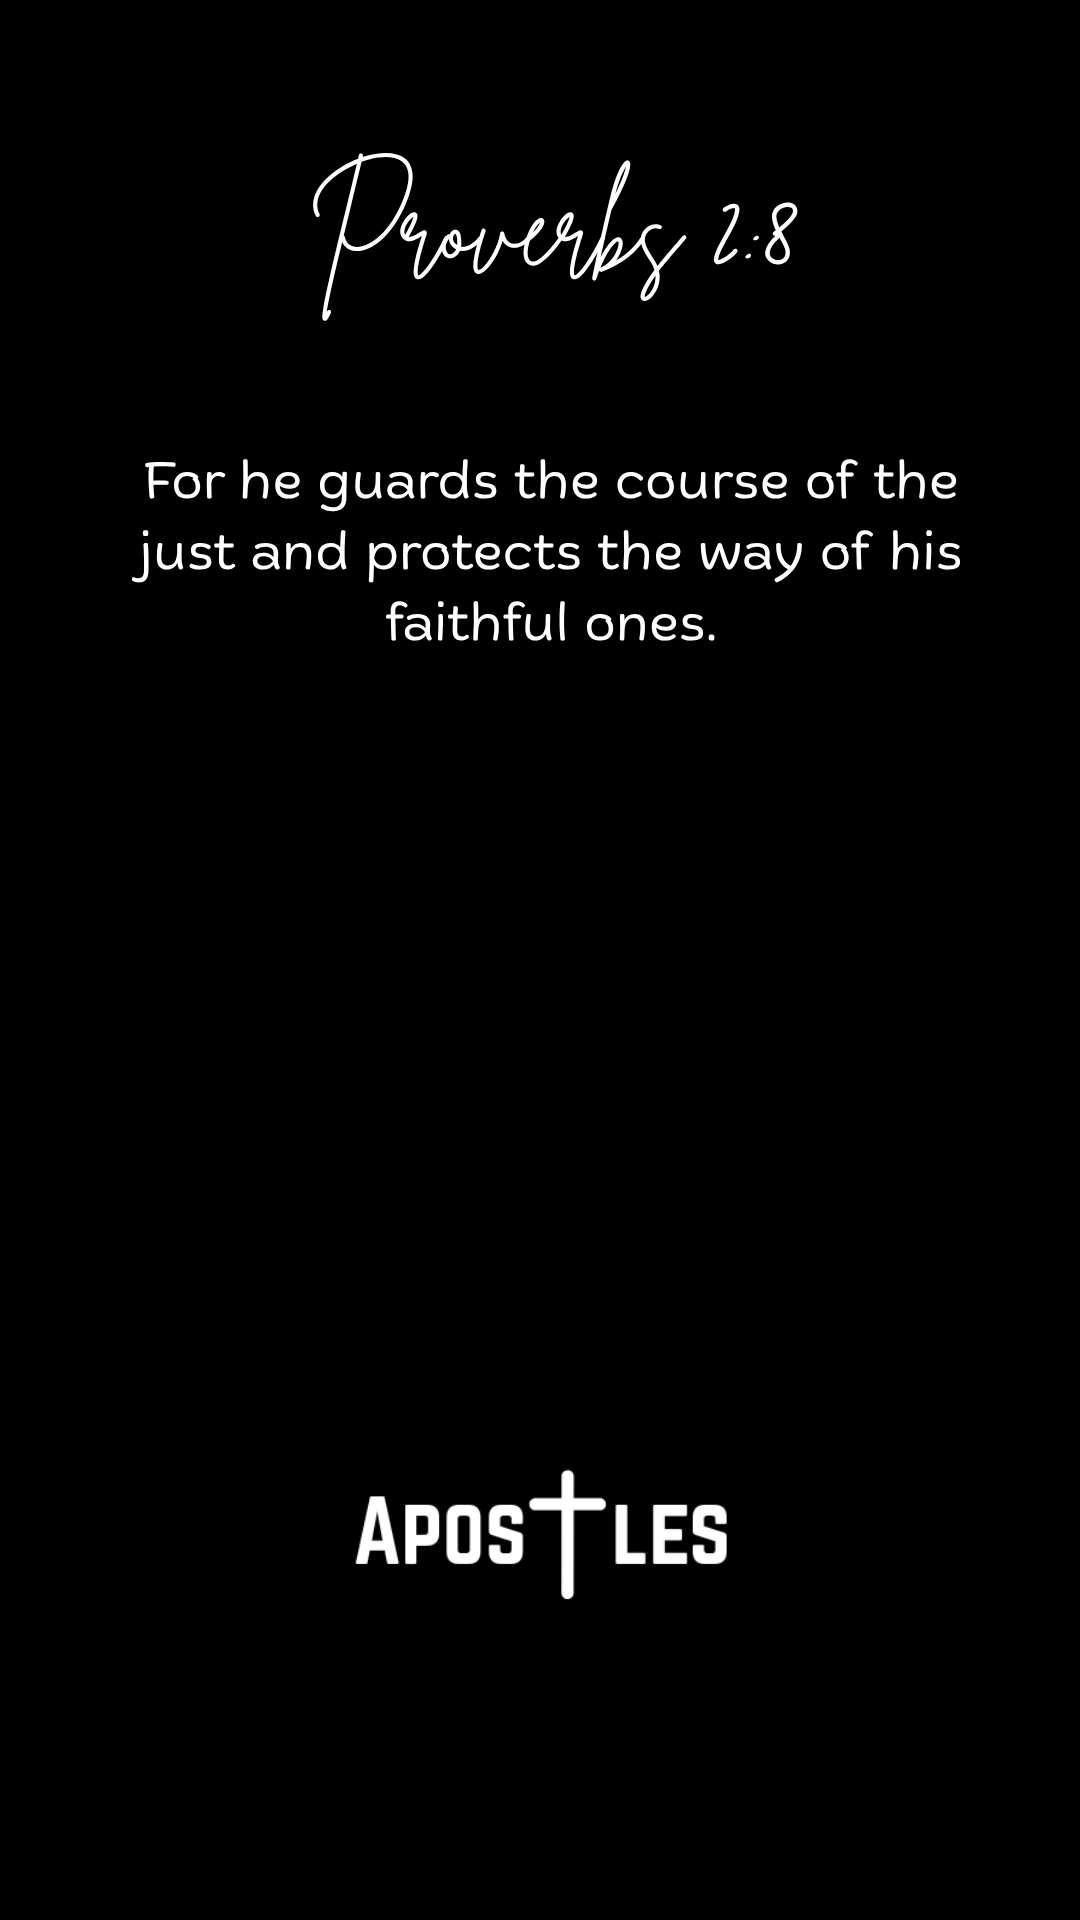 Proverbs 2:8
For he guards the course of the
just and protects the way of his
faithful ones.
Apostles